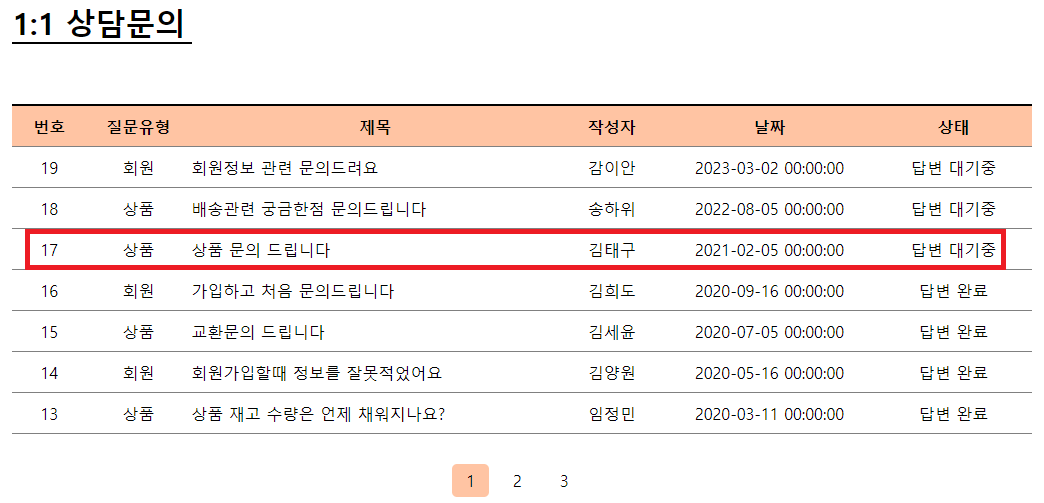 1:1 상담문의
번호 질문유형 제목 작성자 날짜 상태
19 회원 회원정보 관련 문의드려요 감이안 2023-03-02 00:00:00 답변 대기중
18 상품 배송관련 궁금한점 문의드립니다 송하위 2022-08-05 00:00:00 답변 대기중
17 상품 상품 문의 드립니다 김태구 2021-02-05 00:00:00 답변 대기중
16 회원 가입하고 처음 문의드립니다 김희도 2020-09-16 00:00:00 답변 완료
15 상품 교환문의 드립니다 김세윤 2020-07-05 00:00:00 답변 완료
14 회원 회원가입할때 정보를 잘못적었어요 김양원 2020-05-16 00:00:00 답변 완료
13 상품 상품 재고 수량은 언제 채워지나요? 임정민 2020-03-11 00:00:00 답변 완료
1 2 3